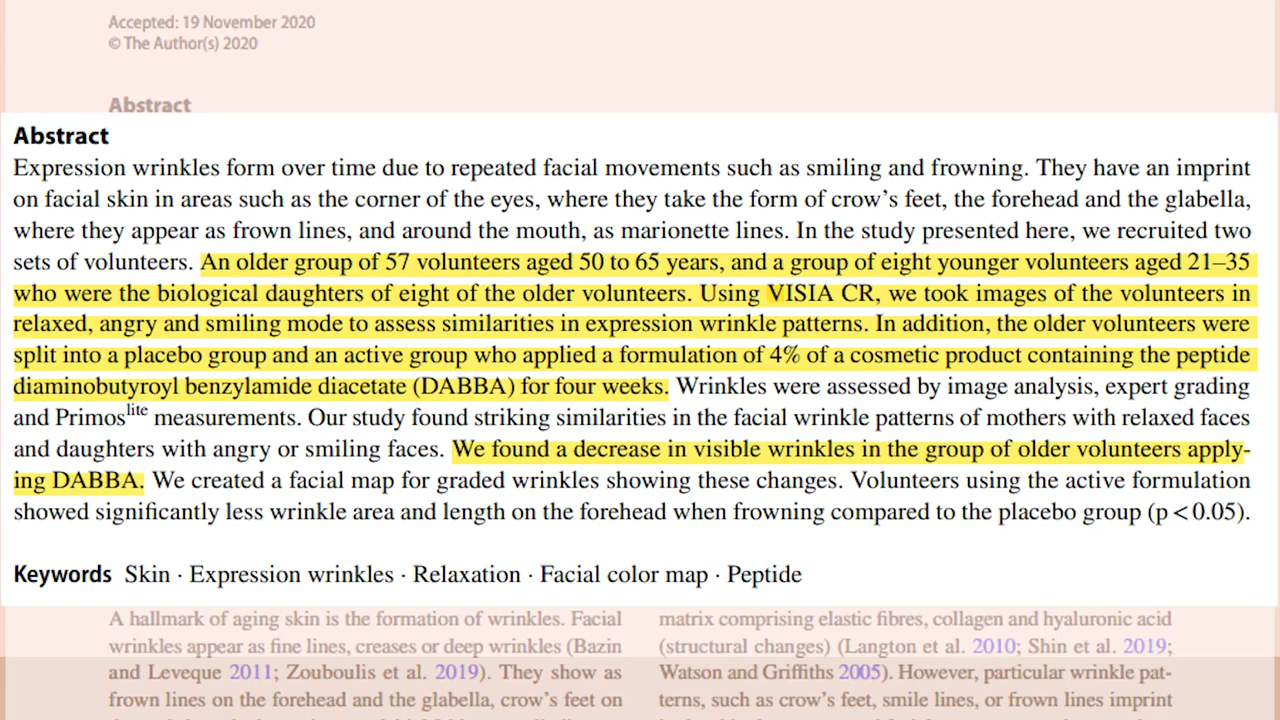 Accepted: 19 November 2020
© The Author(s) 2020
Abstract
Abstract
Expression wrinkles form over time due to repeated facial movements such as smiling and frowning. They have an imprint
on facial skin in areas such as the corner of the eyes, where they take the form of crow’s feet, the forehead and the glabella,
where they appear as frown lines, and around the mouth, as marionette lines. In the study presented here, we recruited two
sets of volunteers. An older group of 57 volunteers aged 50 to 65 years, and a group of eight younger volunteers aged 21–35
who were the biological daughters of eight of the older volunteers. Using VISIA CR, we took images of the volunteers in
relaxed, angry and smiling mode to assess similarities in expression wrinkle patterns. In addition, the older volunteers were
split into a placebo group and an active group who applied a formulation of 4% of a cosmetic product containing the peptide
diaminobutyroyl benzylamide diacetate (DABBA) for four weeks. Wrinkles were assessed by image analysis, expert grading
and Primoslite measurements. Our study found striking similarities in the facial wrinkle patterns of mothers with relaxed faces
and daughters with angry or smiling faces. We found a decrease in visible wrinkles in the group of older volunteers apply-
ing DABBA. We created a facial map for graded wrinkles showing these changes. Volunteers using the active formulation
showed significantly less wrinkle area and length on the forehead when frowning compared to the placebo group (p < 0.05).
Keywords Skin · Expression wrinkles · Relaxation · Facial color map · Peptide
A hallmark of aging skin is the formation of wrinkles. Facial
wrinkles appear as fine lines, creases or deep wrinkles (Bazin
and Leveque 2011; Zouboulis et al. 2019). They show as
frown lines on the forehead and the glabella, crow’s feet on
matrix comprising elastic fibres, collagen and hyaluronic acid
(structural changes) (Langton et al. 2010; Shin et al. 2019;
Watson and Griffiths 2005). However, particular wrinkle pat-
terns, such as crow’s feet, smile lines, or frown lines imprint